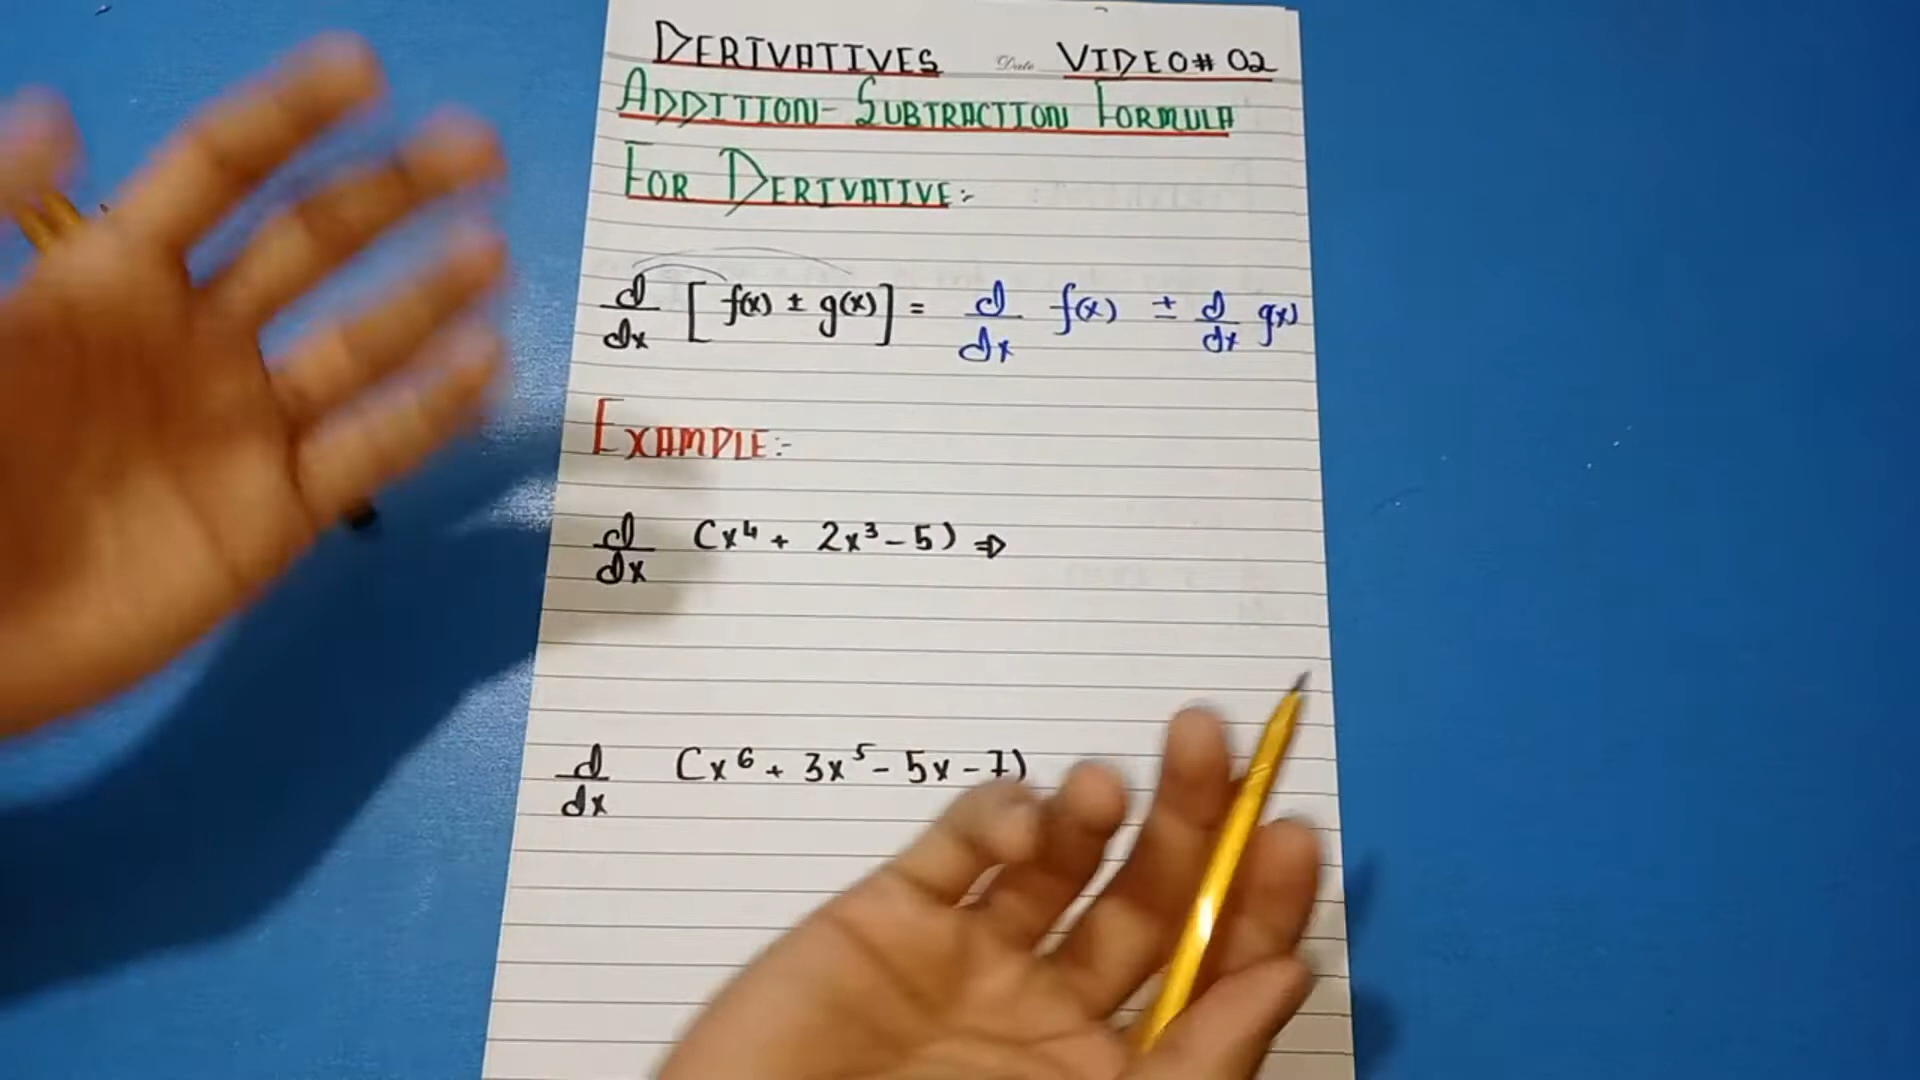 DERIVATIVES Date VIDEO# 02
ADDITION-SUBTRACTION FORMULA
FOR DERIVATIVE:-
d/dx [f(x) ± g(x)] = d/dx f(x) ± d/dx g(x)
EXAMPLE:-
d/dx (x⁴ + 2x³ - 5) ⇒
d/dx (x⁶ + 3x⁵ - 5x - 7)